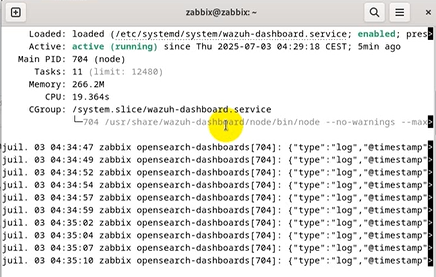 zabbix@zabbix: ~
Loaded: loaded (/etc/systemd/system/wazuh-dashboard.service; enabled; pres>
Active: active (running) since Thu 2025-07-03 04:29:18 CEST; 5min ago
Main PID: 704 (node)
Tasks: 11 (limit: 12480)
Memory: 266.2M
CPU: 19.364s
CGroup: /system.slice/wazuh-dashboard.service
└─704 /usr/share/wazuh-dashboard/node/bin/node --no-warnings --max>
juil. 03 04:34:47 zabbix opensearch-dashboards[704]: {"type":"log","@timestamp">
juil. 03 04:34:49 zabbix opensearch-dashboards[704]: {"type":"log","@timestamp">
juil. 03 04:34:52 zabbix opensearch-dashboards[704]: {"type":"log","@timestamp">
juil. 03 04:34:54 zabbix opensearch-dashboards[704]: {"type":"log","@timestamp">
juil. 03 04:34:57 zabbix opensearch-dashboards[704]: {"type":"log","@timestamp">
juil. 03 04:34:59 zabbix opensearch-dashboards[704]: {"type":"log","@timestamp">
juil. 03 04:35:02 zabbix opensearch-dashboards[704]: {"type":"log","@timestamp">
juil. 03 04:35:04 zabbix opensearch-dashboards[704]: {"type":"log","@timestamp">
juil. 03 04:35:07 zabbix opensearch-dashboards[704]: {"type":"log","@timestamp">
juil. 03 04:35:10 zabbix opensearch-dashboards[704]: {"type":"log","@timestamp">